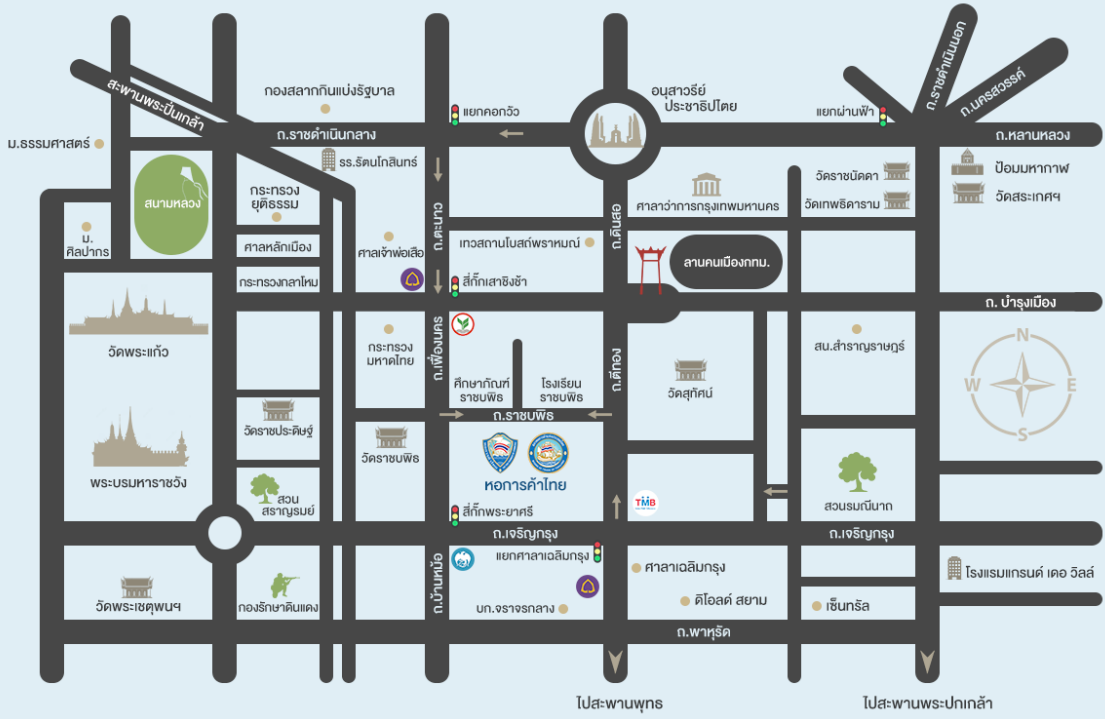 สะพานพระปิ่นเกล้า
กองสลากกินแบ่งรัฐบาล
แยกคอกวัว
อนุสาวรีย์
ประชาธิปไตย
แยกผ่านฟ้า
ถ.ราชดำเนินนอก
ถ.นครสวรรค์
ม.ธรรมศาสตร์
ถ.ราชดำเนินกลาง
ถ.หลานหลวง
รร.รัตนโกสินทร์
ป้อมมหากาฬ
วัดราชนัดดา
วัดสระเกศฯ
วัดเทพธิดาราม
สนามหลวง
กระทรวง
ยุติธรรม
ถ.ตะนาว
ศาลาว่าการกรุงเทพมหานคร
ถ.ดินสอ
ม.
ศิลปากร
ศาลหลักเมือง
ศาลเจ้าพ่อเสือ
เทวสถานโบสถ์พราหมณ์
ลานคนเมืองกทม.
กระทรวงกลาโหม
สี่กั๊กเสาชิงช้า
ถ. บำรุงเมือง
วัดพระแก้ว
กระทรวง
มหาดไทย
ถ.เฟื่องนคร
สน.สำราญราษฎร์
N
W
E
S
ศึกษาภัณฑ์
ราชบพิธ
โรงเรียน
ราชบพิธ
ถ.ตีทอง
วัดสุทัศน์
ถ.ราชบพิธ
วัดราชประดิษฐ์
วัดราชบพิธ
พระบรมมหาราชวัง
หอการค้าไทย
สวน
สราญรมย์
TMB
สวนรมณีนาถ
สี่กั๊กพระยาศรี
ถ.เจริญกรุง
ถ.เจริญกรุง
แยกศาลาเฉลิมกรุง
ศาลาเฉลิมกรุง
โรงแรมแกรนด์ เดอ วิลล์
ถ.บ้านหม้อ
วัดพระเชตุพนฯ
กองรักษาดินแดง
บก.จราจรกลาง
ดิโอลด์ สยาม
เซ็นทรัล
ถ.พาหุรัด
ไปสะพานพุทธ
ไปสะพานพระปกเกล้า